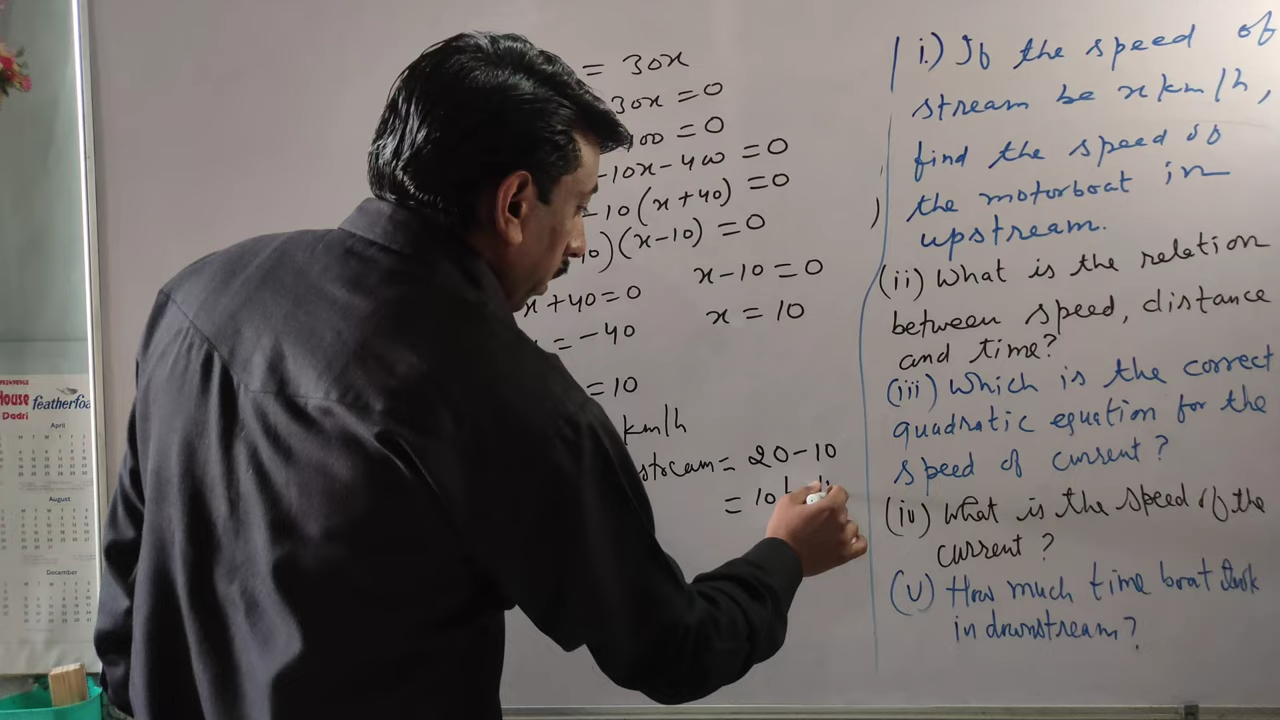 = 30x
30x = 0
400 = 0
-10x - 400 = 0
-10(x+40) = 0
)(x-10) = 0
x+40=0
x-10 = 0
= -40
x = 10
= 10
km/h
stream = 20-10
= 10
i.) If the speed of
stream be x km/h,
find the speed of
the motorboat in
upstream.
(ii) What is the relation
between speed, distance
and time?
(iii) Which is the correct
quadratic equation for the
speed of current?
(iv) What is the speed of the
current?
(v) How much time boat took
in downstream?
House featherfoa
Dadri
April
August
December